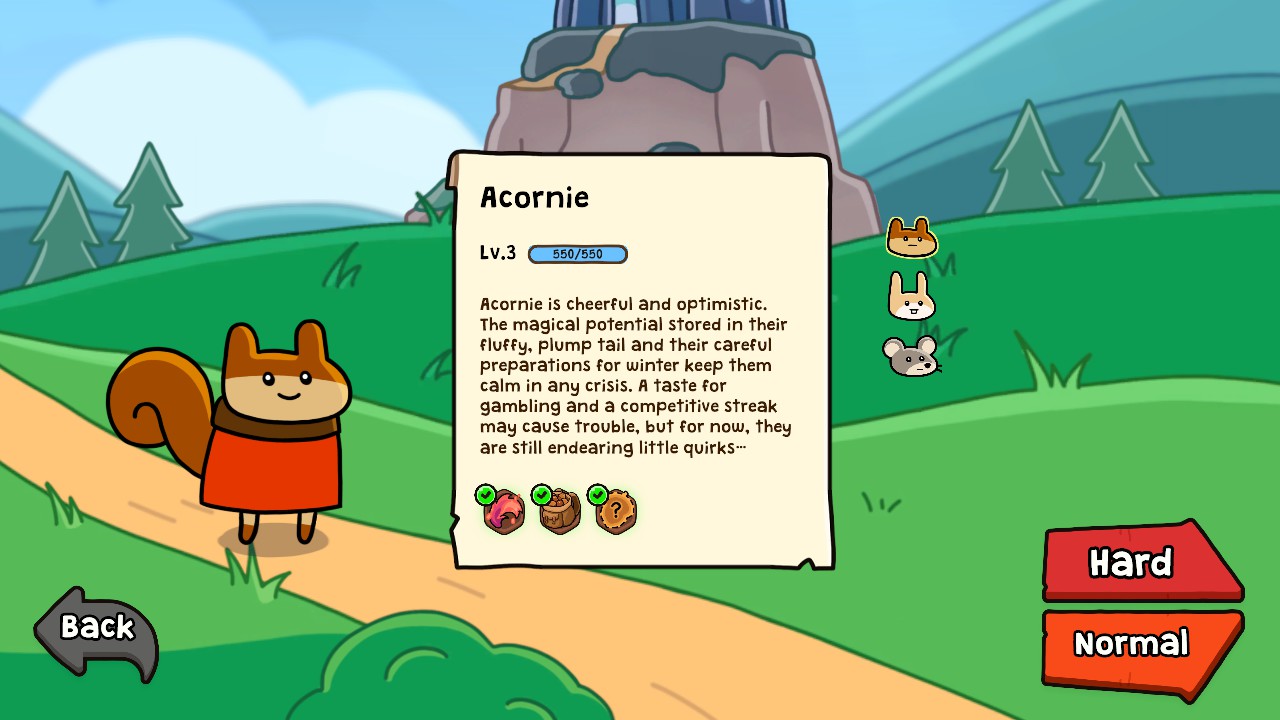 Acornie
Lv.3 550/550
Acornie is cheerful and optimistic.
The magical potential stored in their
fluffy, plump tail and their careful
preparations for winter keep them
calm in any crisis. A taste for
gambling and a competitive streak
may cause trouble, but for now, they
are still endearing little quirks…
?
Hard
Back
Normal